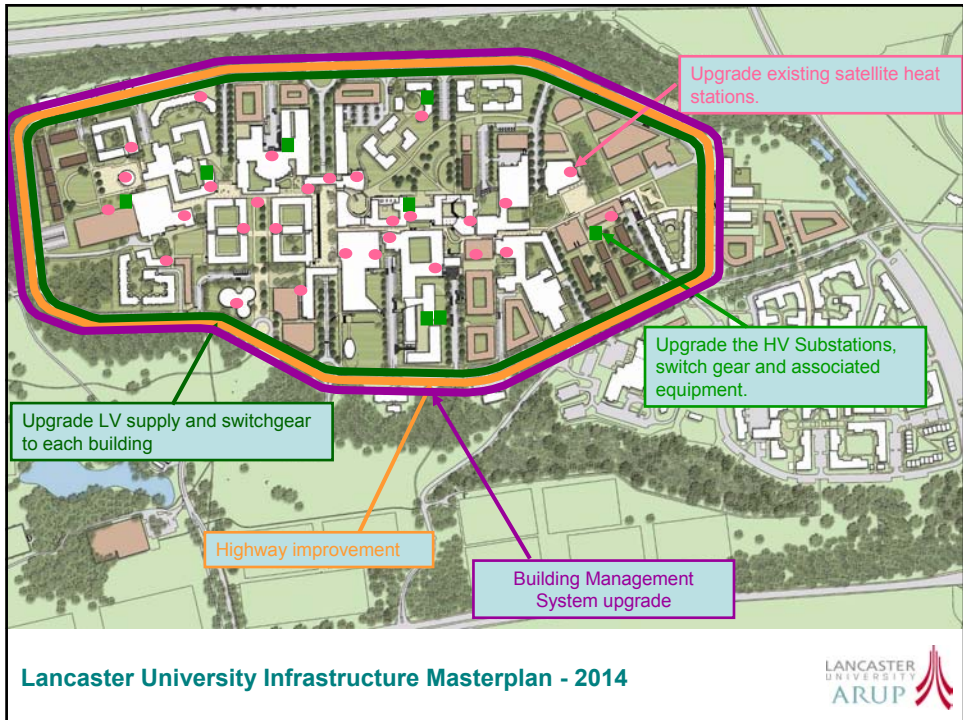 Upgrade existing satellite heat
stations.
Upgrade the HV Substations,
switch gear and associated
equipment.
Upgrade LV supply and switchgear
to each building
Highway improvement
Building Management
System upgrade
Lancaster University Infrastructure Masterplan - 2014
LANCASTER
UNIVERSITY
ARUP